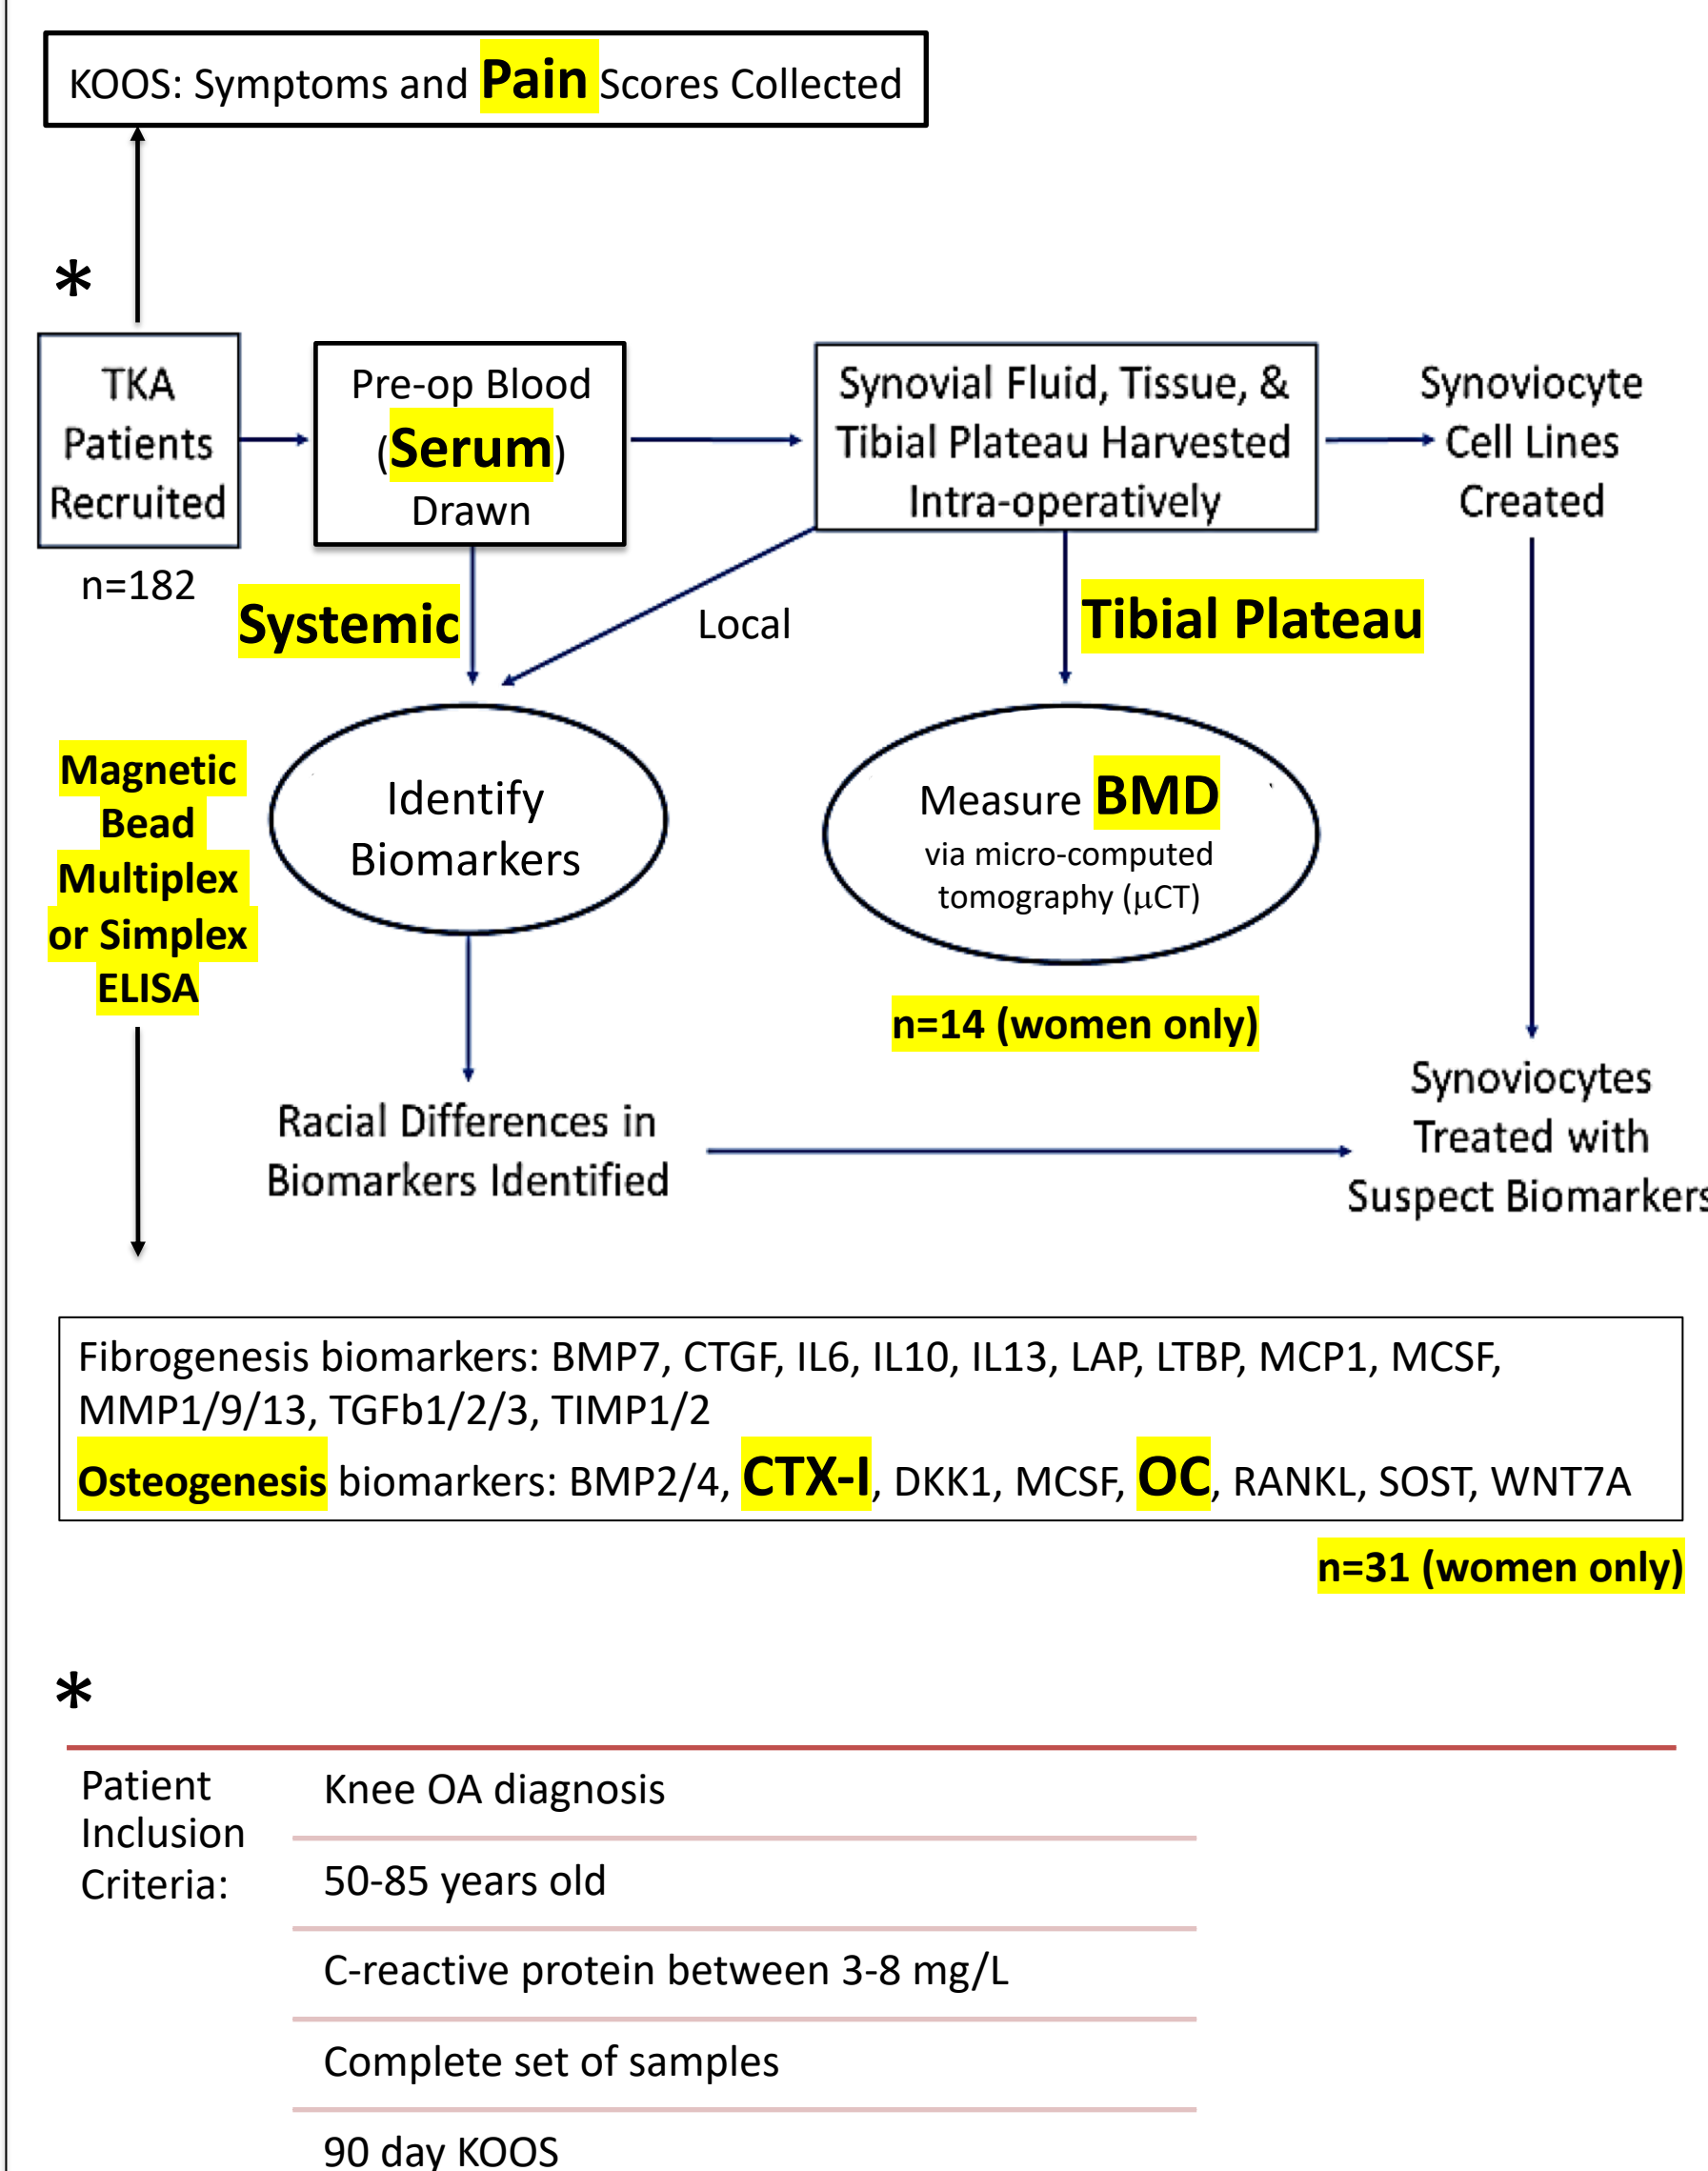 KOOS: Symptoms and Pain Scores Collected
*
TKA
Patients
Recruited
n=182
Pre-op Blood
(Serum)
Drawn
Synovial Fluid, Tissue, &
Tibial Plateau Harvested
Intra-operatively
Synoviocyte
Cell Lines
Created
Systemic
Local
Tibial Plateau
Magnetic
Bead
Multiplex
or Simplex
ELISA
Identify
Biomarkers
Measure BMD
via micro-computed
tomography (μCT)
n=14 (women only)
Racial Differences in
Biomarkers Identified
Synoviocytes
Treated with
Suspect Biomarkers
Fibrogenesis biomarkers: BMP7, CTGF, IL6, IL10, IL13, LAP, LTBP, MCP1, MCSF,
MMP1/9/13, TGFb1/2/3, TIMP1/2
Osteogenesis biomarkers: BMP2/4, CTX-I, DKK1, MCSF, OC, RANKL, SOST, WNT7A
n=31 (women only)
*
Patient
Inclusion
Criteria:
Knee OA diagnosis
50-85 years old
C-reactive protein between 3-8 mg/L
Complete set of samples
90 day KOOS